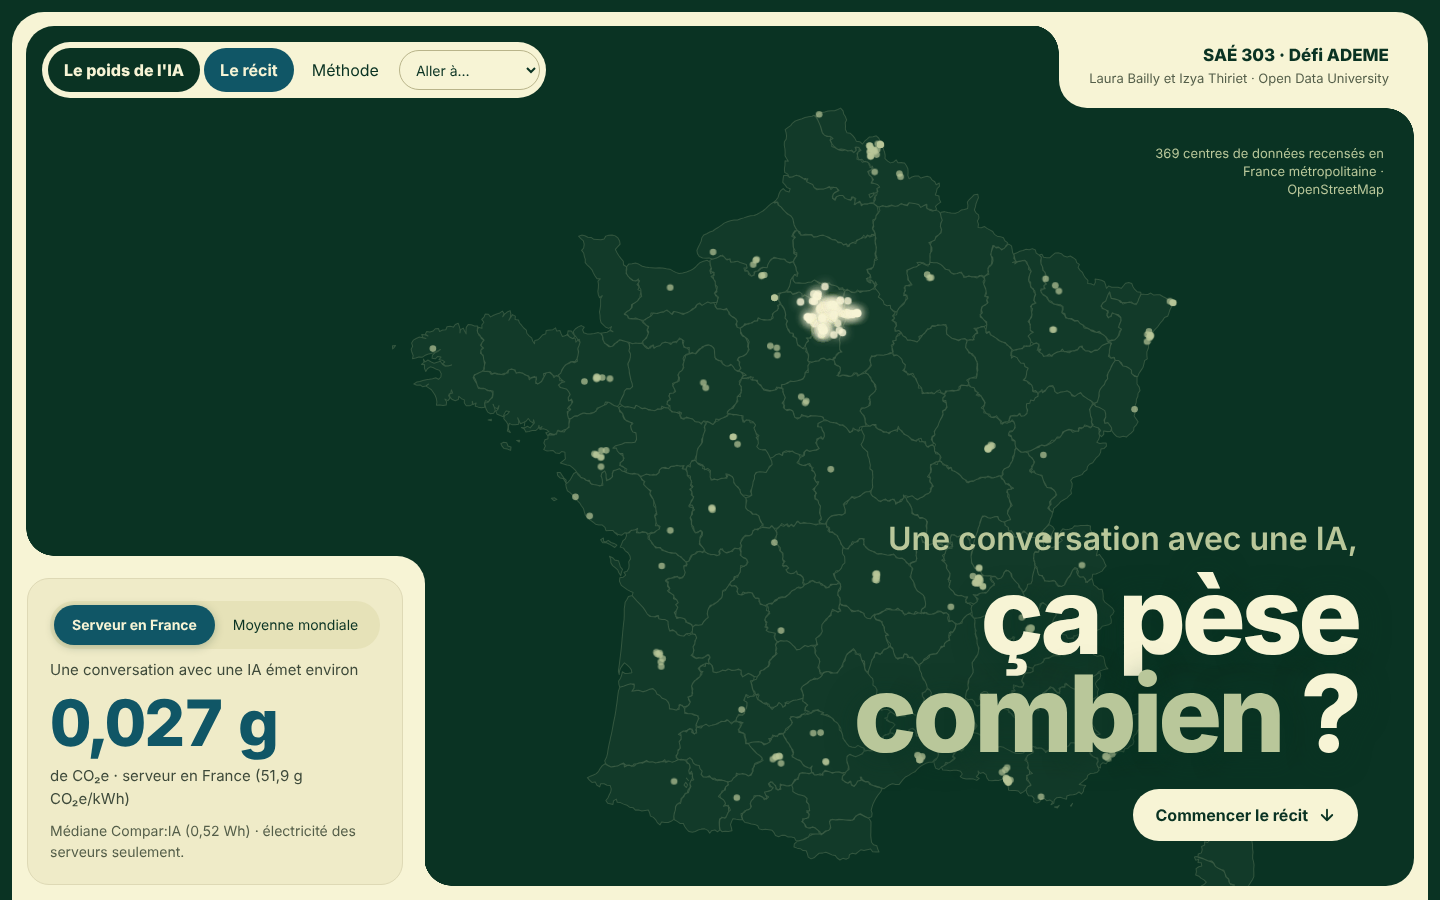 Le poids de l'IA
Le récit
Méthode
Aller à...
SAÉ 303 · Défi ADEME
Laura Bailly et Izya Thiriet · Open Data University
369 centres de données recensés en
France métropolitaine ·
OpenStreetMap
Une conversation avec une IA,
ça pèse
combien ?
Commencer le récit ↓
Serveur en France
Moyenne mondiale
Une conversation avec une IA émet environ
0,027 g
de CO₂e · serveur en France (51,9 g
CO₂e/kWh)
Médiane Compar:IA (0,52 Wh) · électricité des
serveurs seulement.